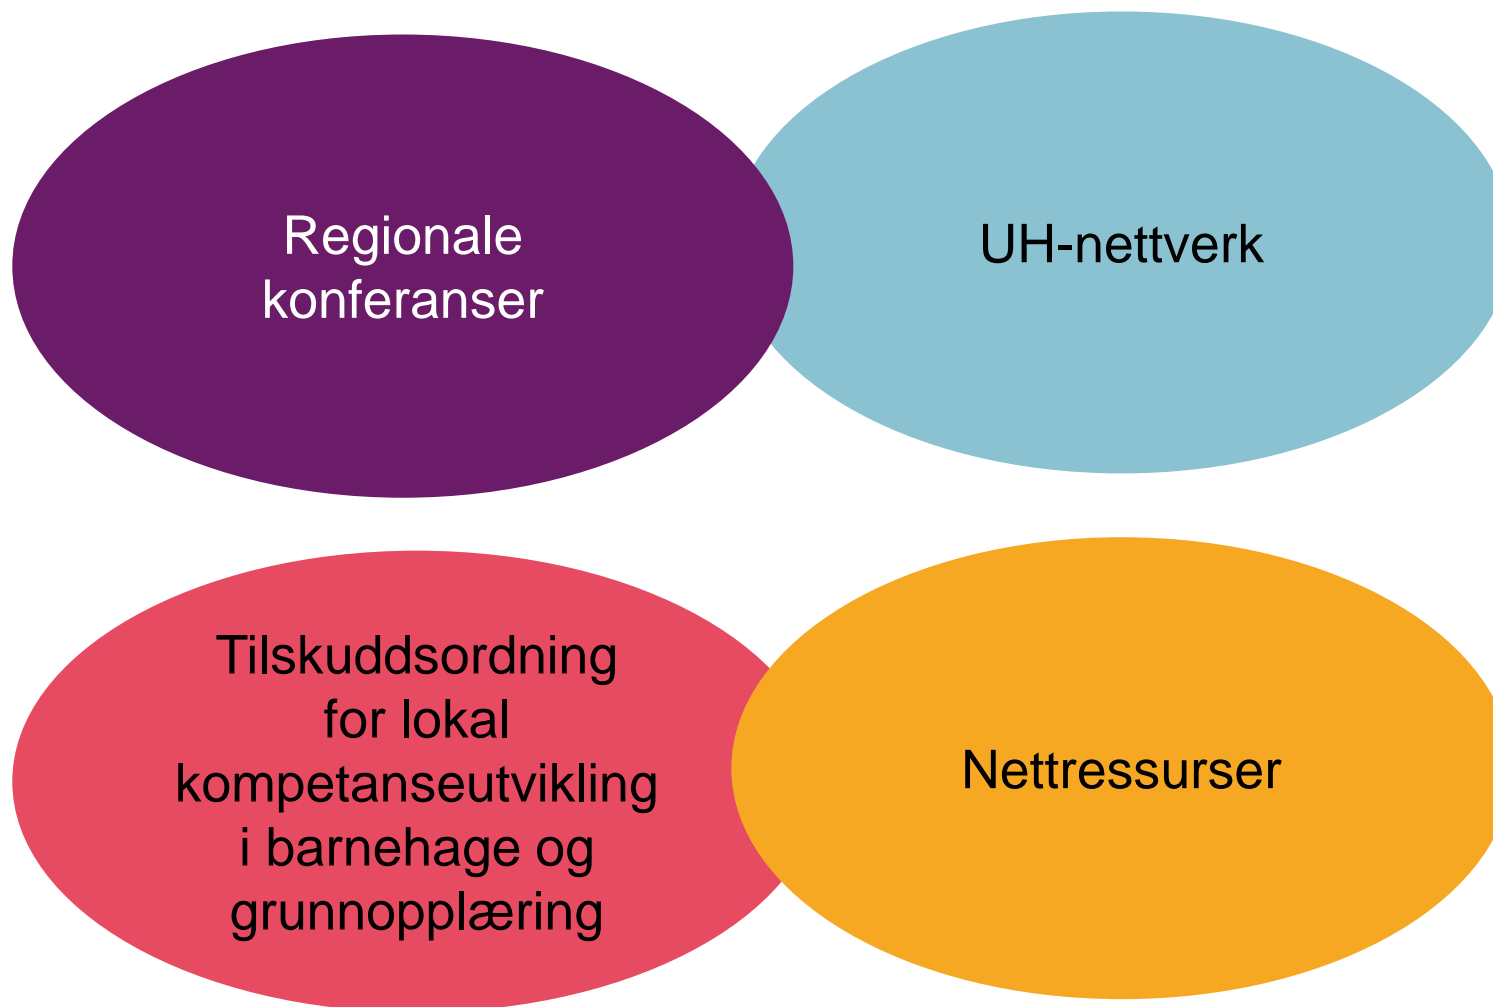 Regionale
konferanser
UH-nettverk
Tilskuddsordning
for lokal
kompetanseutvikling
i barnehage og
grunnopplæring
Nettressurser